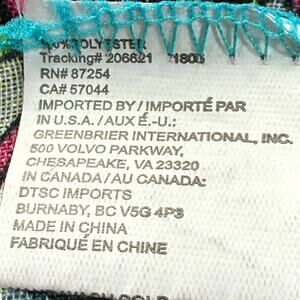 100% POLYESTER
Tracking# 206621 1806
RN# 87254
CA# 57044
IMPORTED BY / IMPORTÉ PAR
IN U.S.A. / AUX É.-U.:
GREENBRIER INTERNATIONAL, INC.
500 VOLVO PARKWAY,
CHESAPEAKE, VA 23320
IN CANADA / AU CANADA:
DTSC IMPORTS
BURNABY, BC V5G 4P3
MADE IN CHINA
FABRIQUÉ EN CHINE